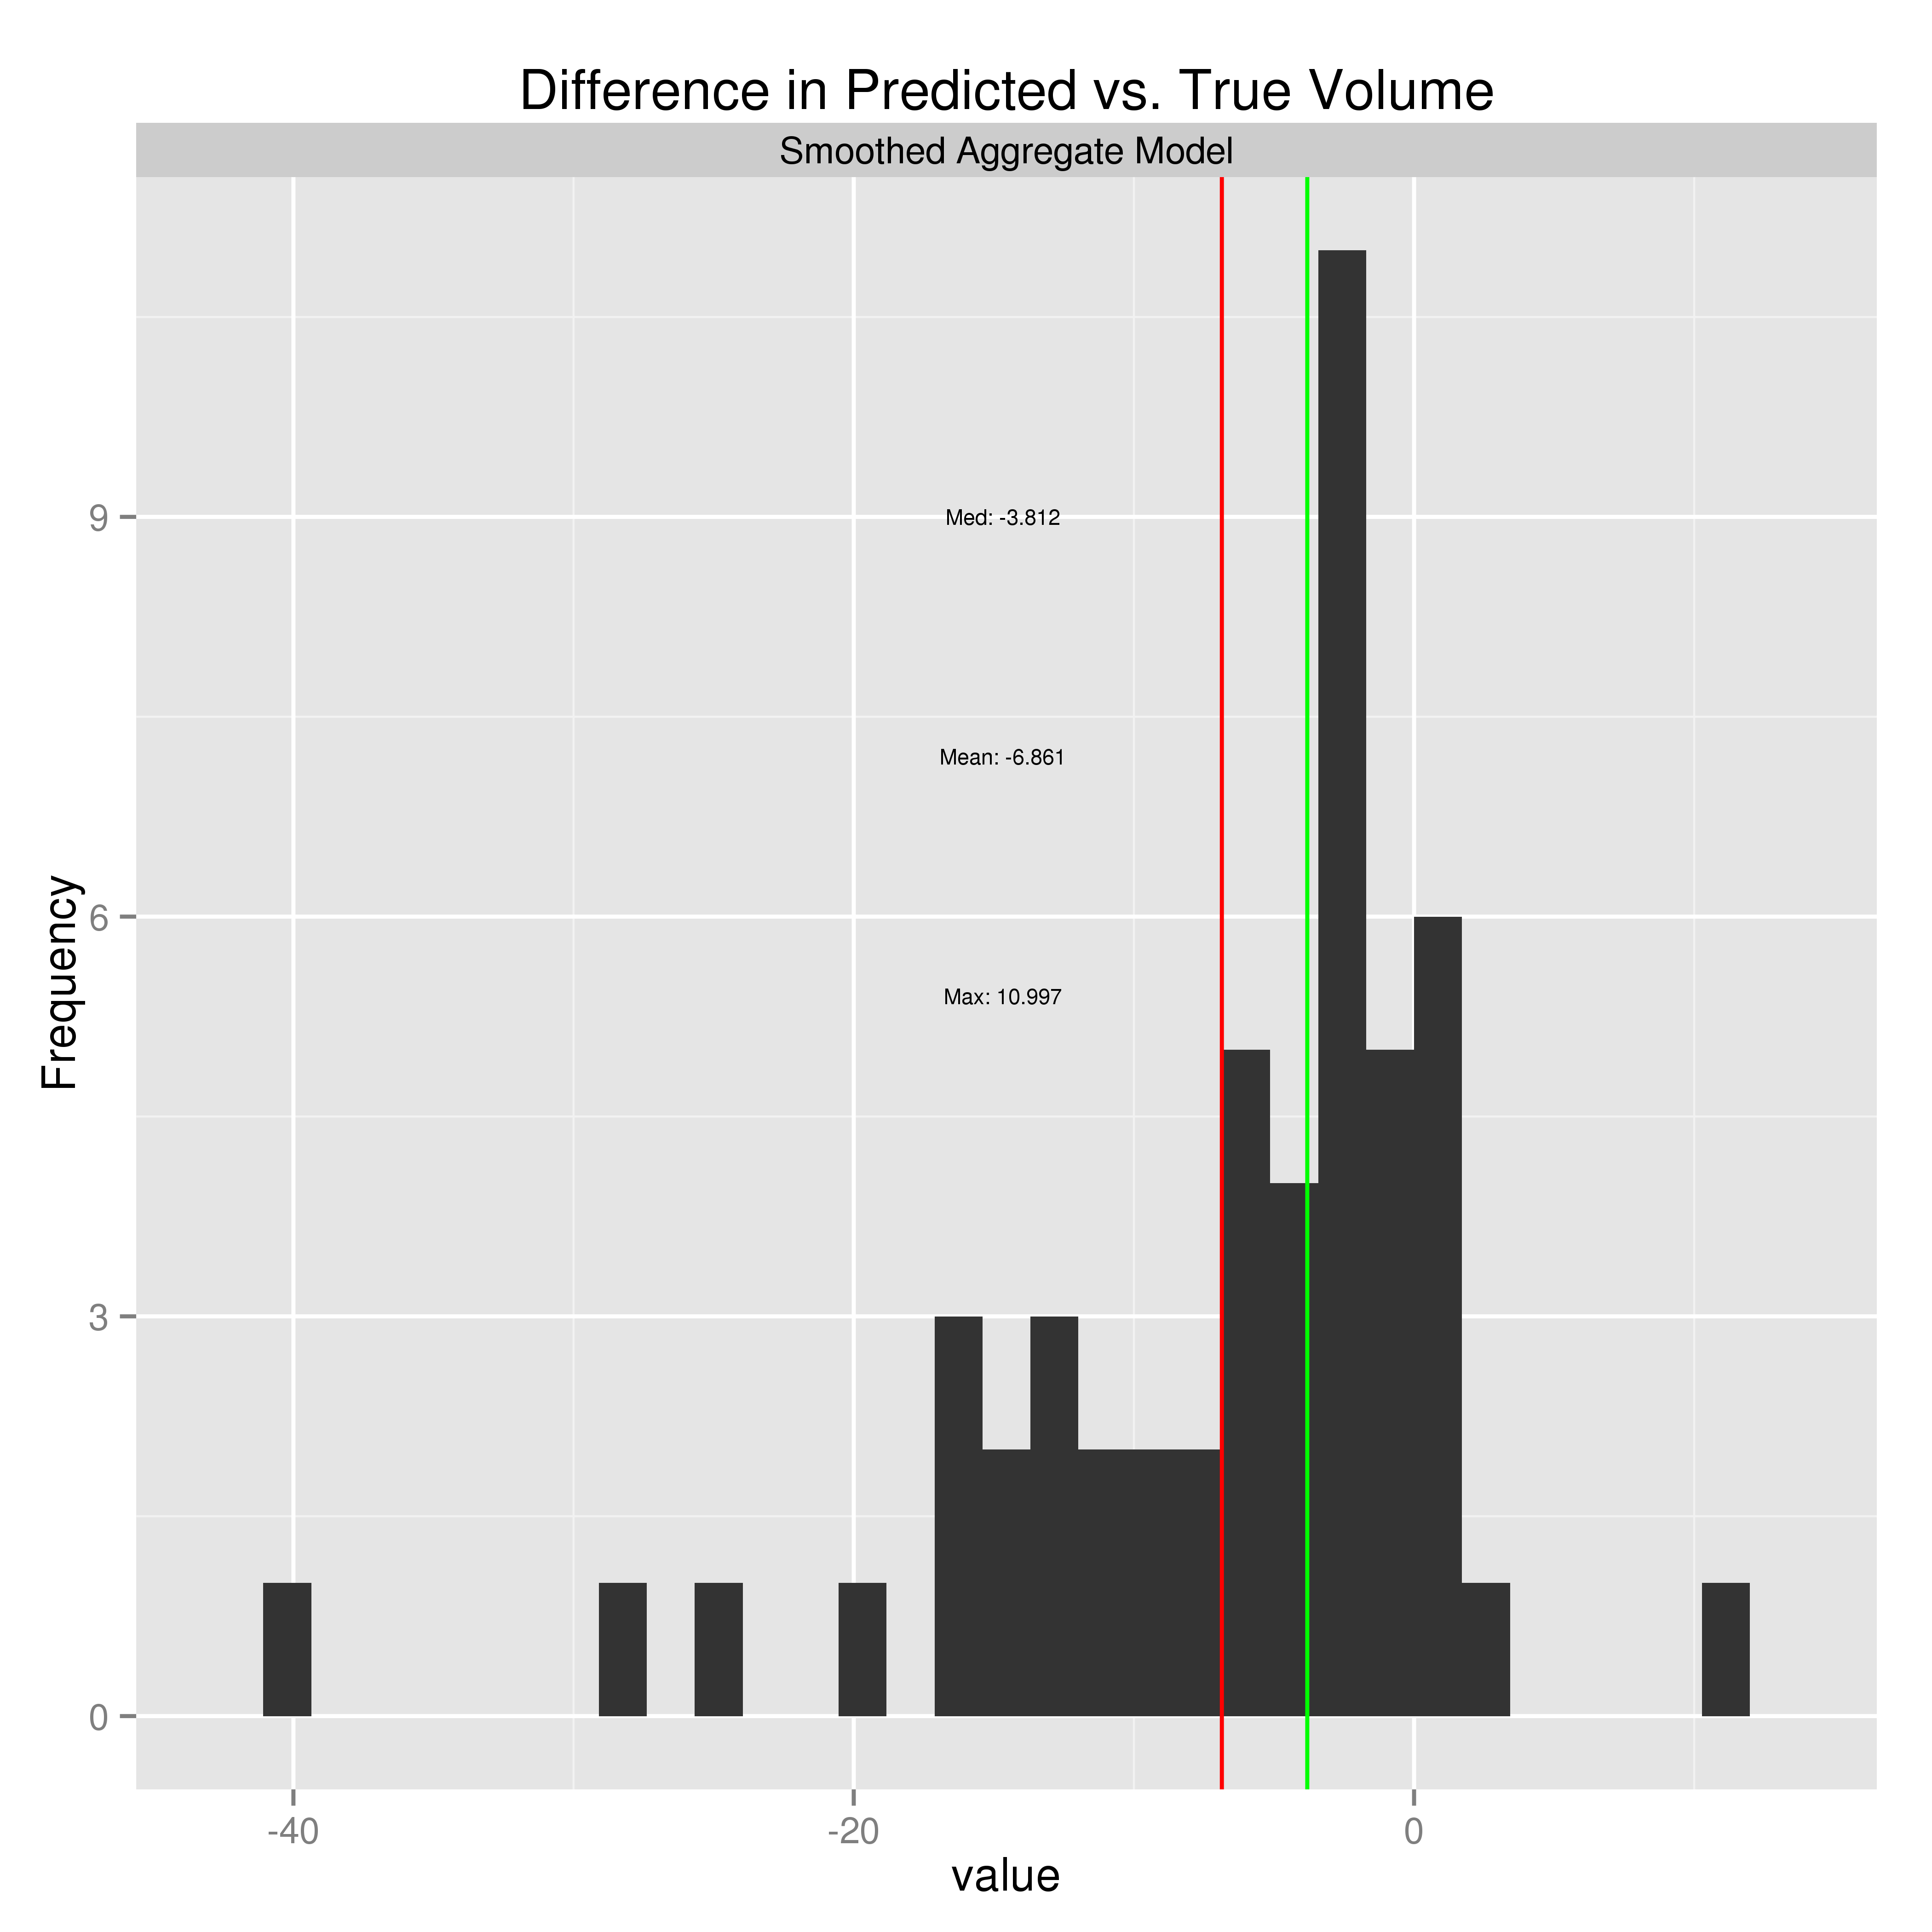 Difference in Predicted vs. True Volume
Smoothed Aggregate Model
9
Med: -3.812
Mean: -6.861
6
Max: 10.997
Frequency
3
0
-40
-20
0
value